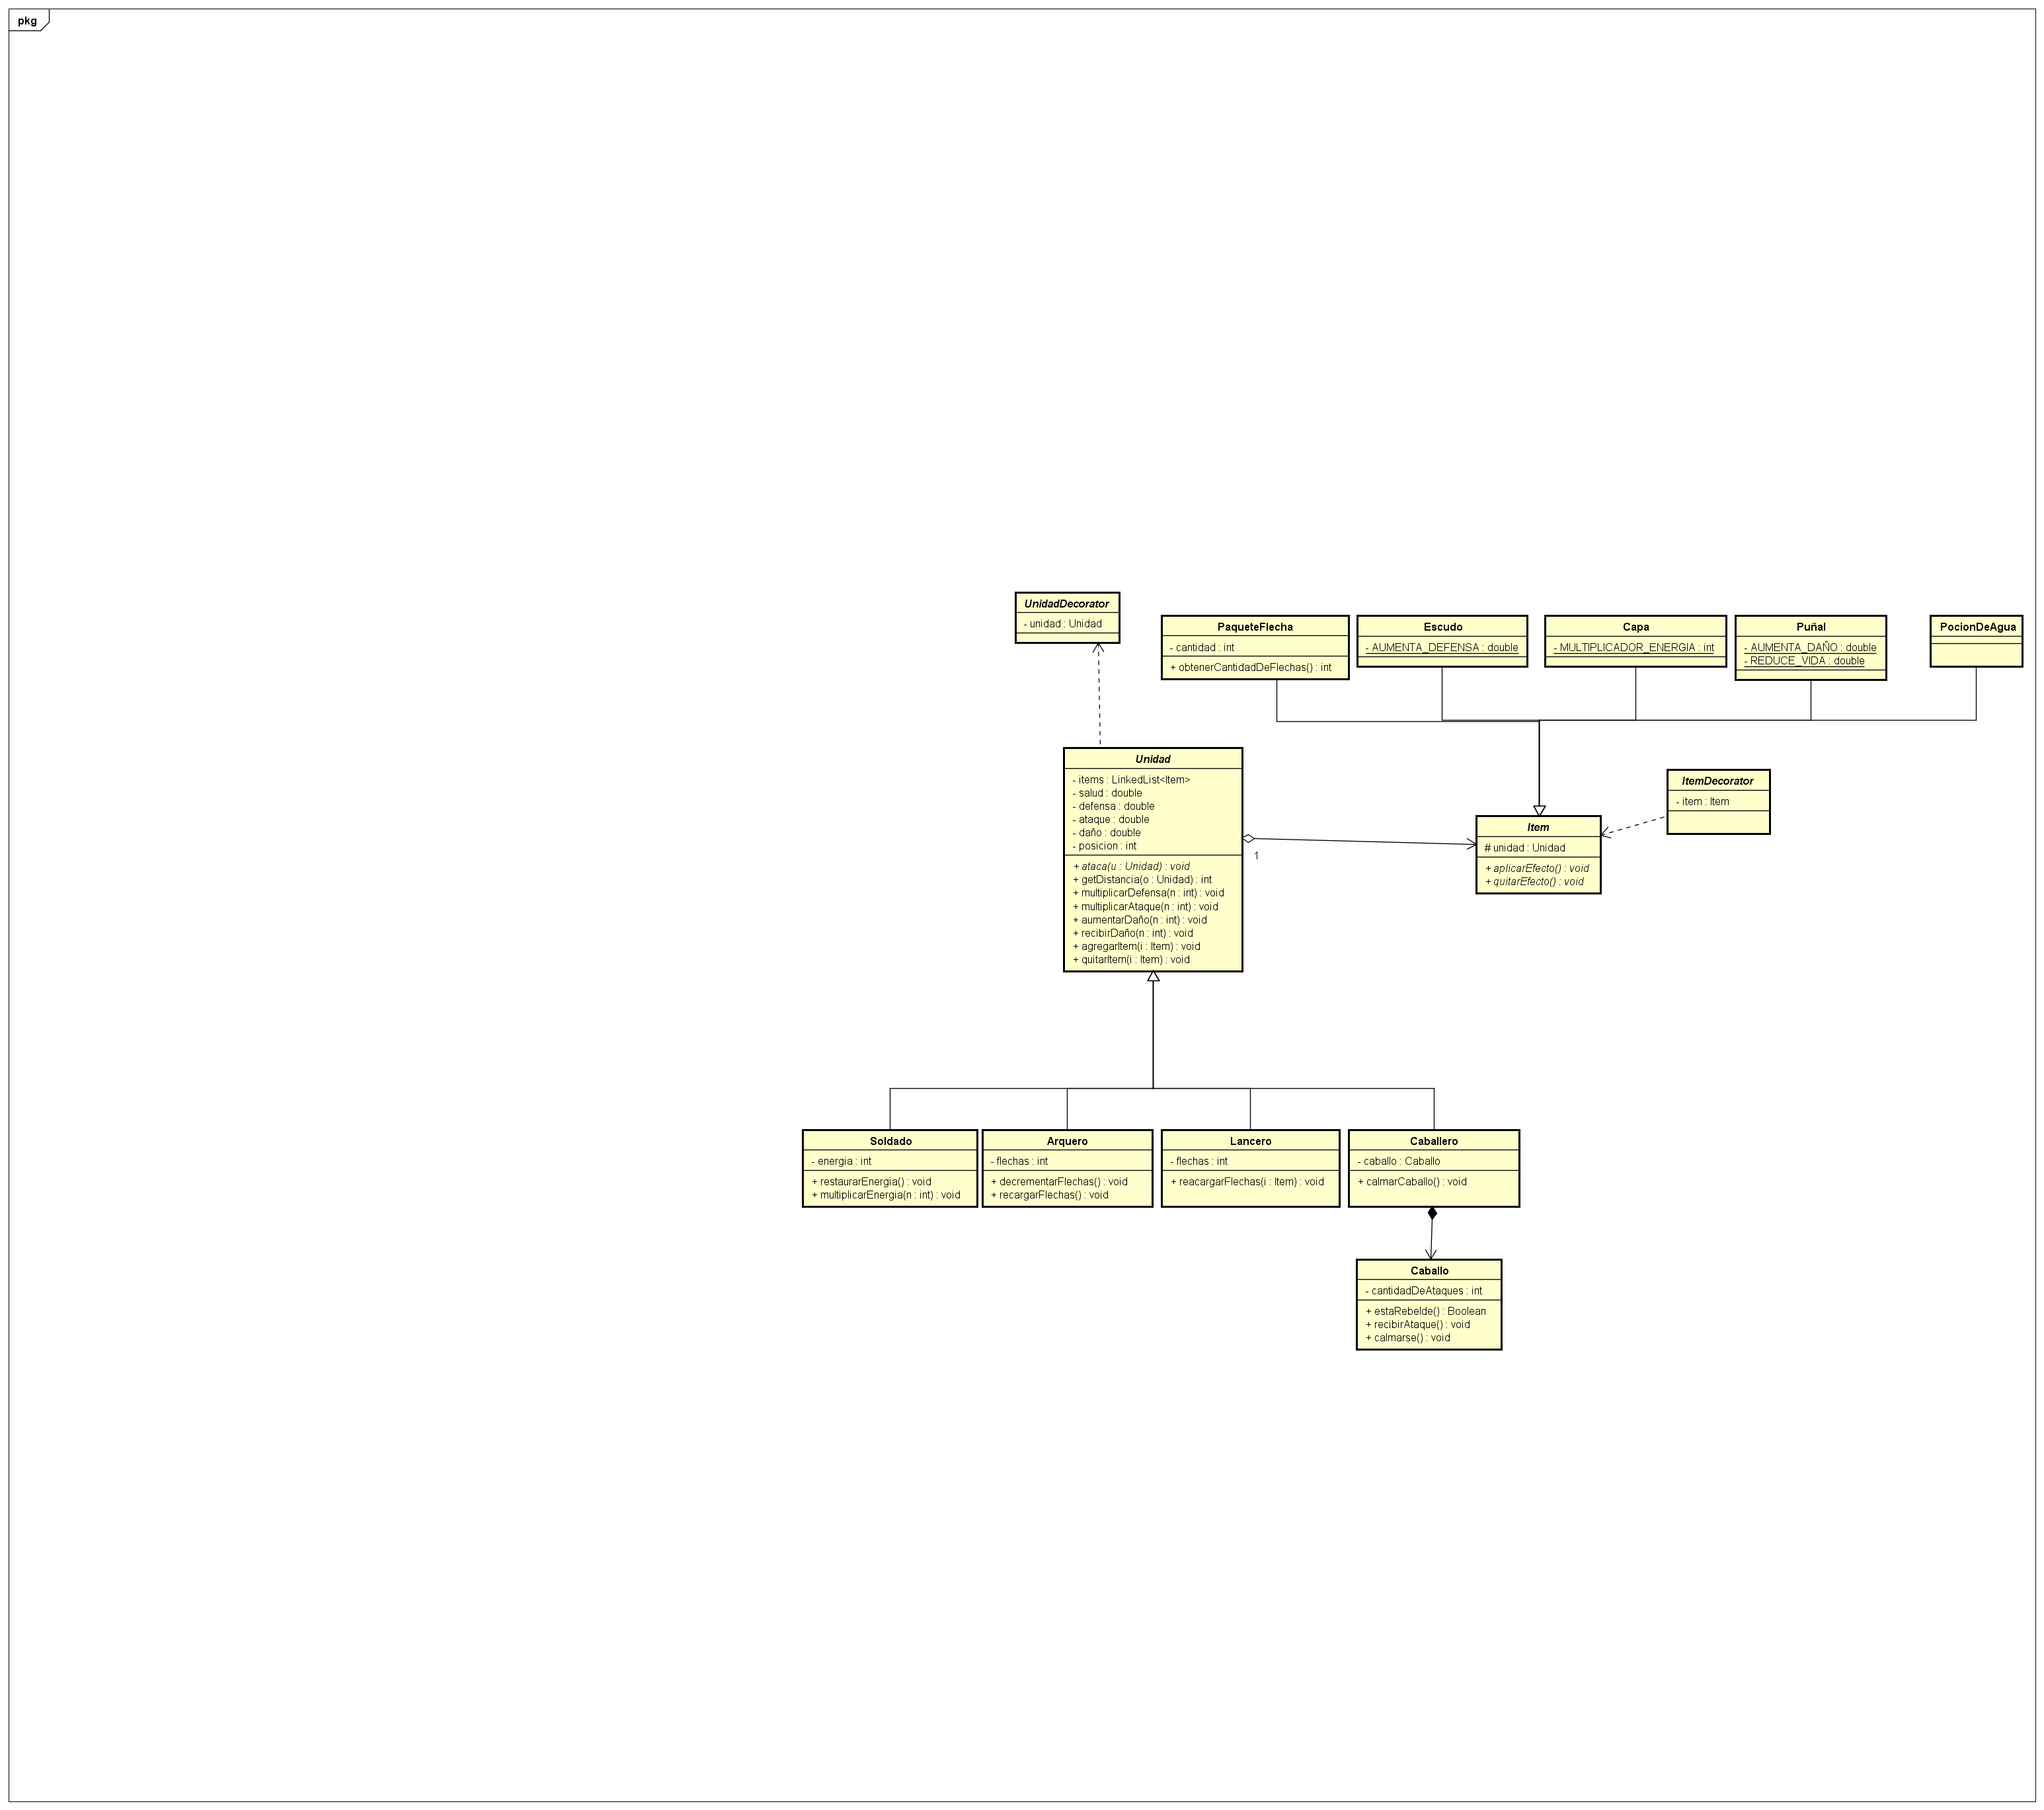 pkg
UnidadDecorator
- unidad : Unidad
PaqueteFlecha
- cantidad : int
+ obtenerCantidadDeFlechas() : int
Escudo
- AUMENTA_DEFENSA : double
Capa
- MULTIPLICADOR_ENERGIA : int
Puñal
- AUMENTA_DAÑO : double
- REDUCE_VIDA : double
PocionDeAgua
Unidad
- items : LinkedList<Item>
- salud : double
- defensa : double
- ataque : double
- daño : double
- posicion : int
+ ataca(u : Unidad) : void
+ getDistancia(o : Unidad) : int
+ multiplicarDefensa(n : int) : void
+ multiplicarAtaque(n : int) : void
+ aumentarDaño(n : int) : void
+ recibirDaño(n : int) : void
+ agregarItem(i : Item) : void
+ quitarItem(i : Item) : void
1
ItemDecorator
- item : Item
Item
# unidad : Unidad
+ aplicarEfecto() : void
+ quitarEfecto() : void
Soldado
- energia : int
+ restaurarEnergia() : void
+ multiplicarEnergia(n : int) : void
Arquero
- flechas : int
+ decrementarFlechas() : void
+ recargarFlechas() : void
Lancero
- flechas : int
+ reacargarFlechas(i : Item) : void
Caballero
- caballo : Caballo
+ calmarCaballo() : void
Caballo
- cantidadDeAtaques : int
+ estaRebelde() : Boolean
+ recibirAtaque() : void
+ calmarse() : void